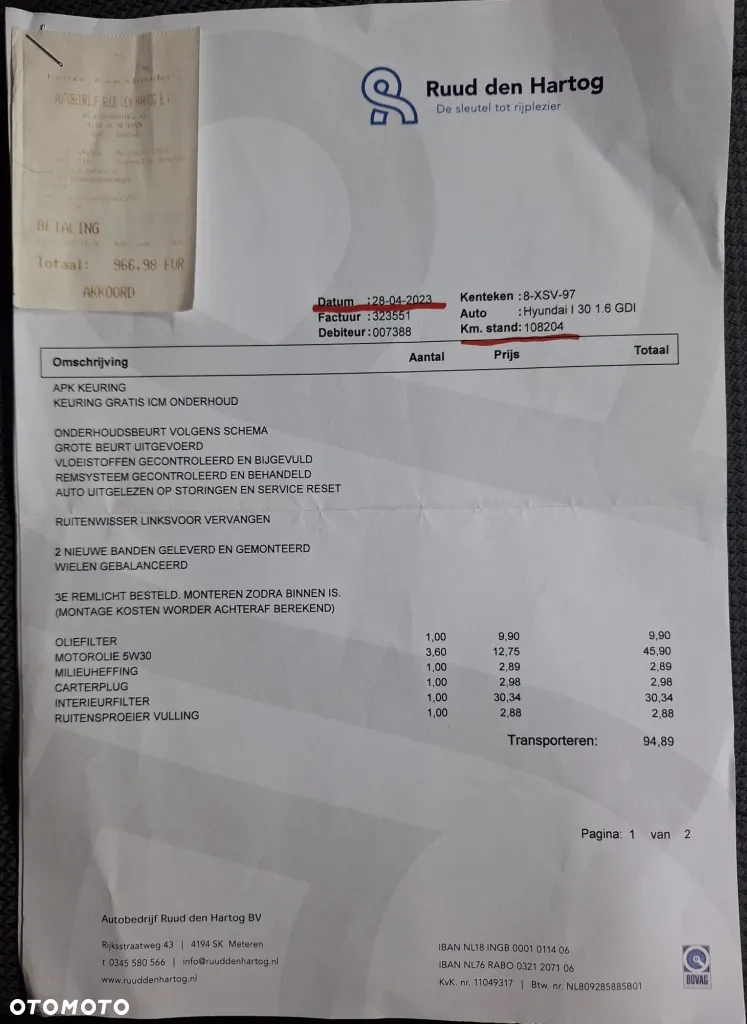 AUTOBEDRIJF RUUD DEN HARTOG B.V
BETALING
Totaal: 966.98 EUR
AKKOORD
Ruud den Hartog
De sleutel tot rijplezier
Datum :28-04-2023
Factuur :323551
Debiteur:007388
Kenteken :8-XSV-97
Auto :Hyundai I 30 1.6 GDI
Km. stand:108204
Omschrijving Aantal Prijs Totaal
APK KEURING
KEURING GRATIS ICM ONDERHOUD
ONDERHOUDSBEURT VOLGENS SCHEMA
GROTE BEURT UITGEVOERD
VLOEISTOFFEN GECONTROLEERD EN BIJGEVULD
REMSYSTEEM GECONTROLEERD EN BEHANDELD
AUTO UITGELEZEN OP STORINGEN EN SERVICE RESET
RUITENWISSER LINKSVOOR VERVANGEN
2 NIEUWE BANDEN GELEVERD EN GEMONTEERD
WIELEN GEBALANCEERD
3E REMLICHT BESTELD. MONTEREN ZODRA BINNEN IS.
(MONTAGE KOSTEN WORDER ACHTERAF BEREKEND)
OLIEFILTER 1,00 9,90 9,90
MOTOROLIE 5W30 3,60 12,75 45,90
MILIEUHEFFING 1,00 2,89 2,89
CARTERPLUG 1,00 2,98 2,98
INTERIEURFILTER 1,00 30,34 30,34
RUITENSPROEIER VULLING 1,00 2,88 2,88
Transporteren: 94,89
Pagina: 1 van 2
Autobedrijf Ruud den Hartog BV
Rijksstraatweg 43 | 4194 SK Meteren
t 0345 580 566 | info@ruuddenhartog.nl
www.ruuddenhartog.nl
IBAN NL18 INGB 0001 0114 06
IBAN NL76 RABO 0321 2071 06
KvK. nr. 11049317 | Btw. nr. NL809285885B01
BOVAG
OTOMOTO